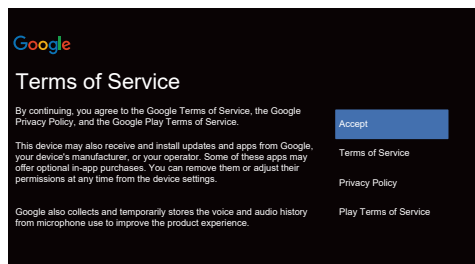 Google
Terms of Service
By continuing, you agree to the Google Terms of Service, the Google
Privacy Policy, and the Google Play Terms of Service.
This device may also receive and install updates and apps from Google,
your device's manufacturer, or your operator. Some of these apps may
offer optional in-app purchases. You can remove them or adjust their
permissions at any time from the device settings.
Google also collects and temporarily stores the voice and audio history
from microphone use to improve the product experience.
Accept
Terms of Service
Privacy Policy
Play Terms of Service